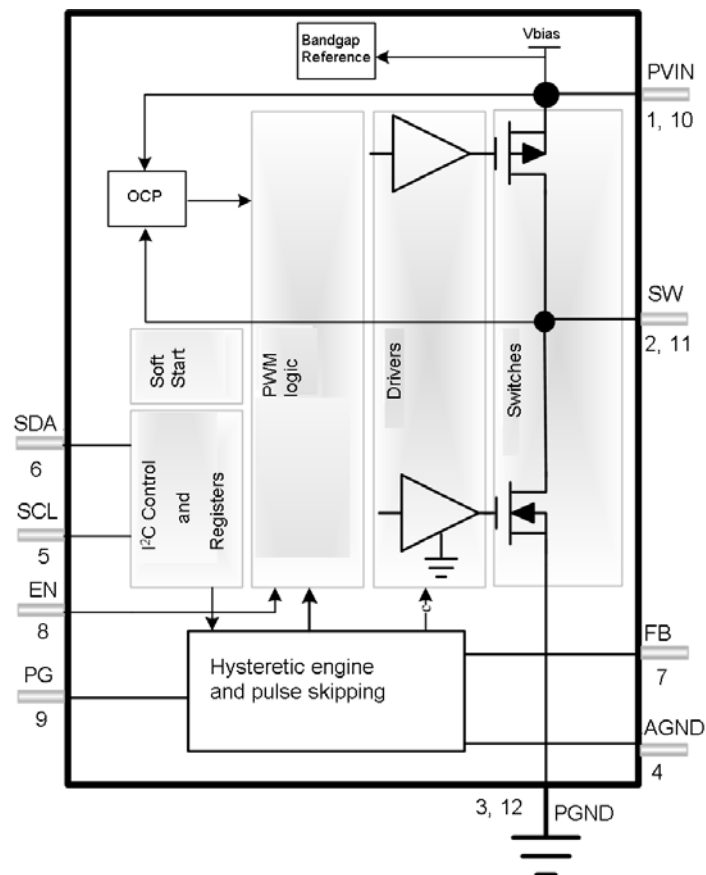 Vbias
Bandgap
Reference
PVIN
1, 10
OCP
SW
2, 11
Soft
Start
PWM
logic
Drivers
Switches
SDA
6
I²C Control
and
Registers
SCL
5
EN
8
PG
9
Hysteretic engine
and pulse skipping
FB
7
AGND
4
3, 12
PGND